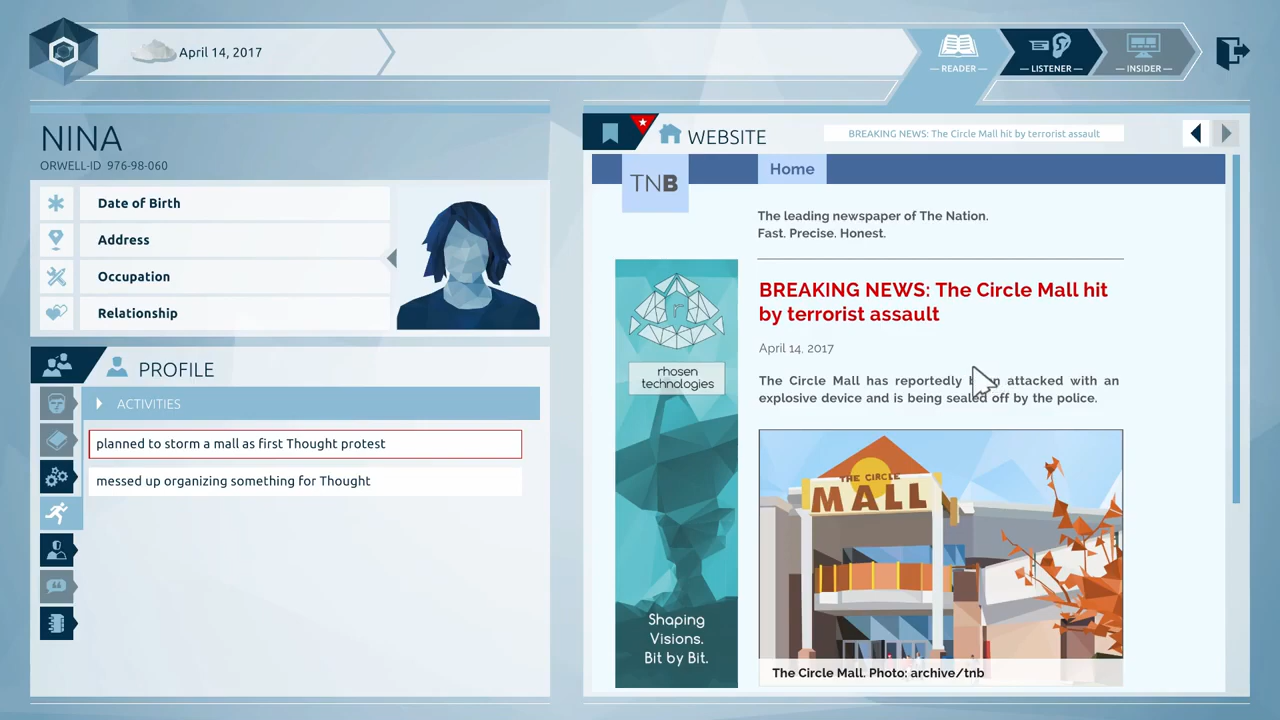 April 14, 2017
— READER —
— LISTENER —
— INSIDER —
NINA
ORWELL-ID 976-98-060
Date of Birth
Address
Occupation
Relationship
PROFILE
ACTIVITIES
planned to storm a mall as first Thought protest
messed up organizing something for Thought
WEBSITE
BREAKING NEWS: The Circle Mall hit by terrorist assault
TNB
Home
The leading newspaper of The Nation.
Fast. Precise. Honest.
BREAKING NEWS: The Circle Mall hit
by terrorist assault
April 14, 2017
The Circle Mall has reportedly been attacked with an
explosive device and is being sealed off by the police.
r
rhosen
technologies
Shaping
Visions.
Bit by Bit.
THE CIRCLE
MALL
The Circle Mall. Photo: archive/tnb